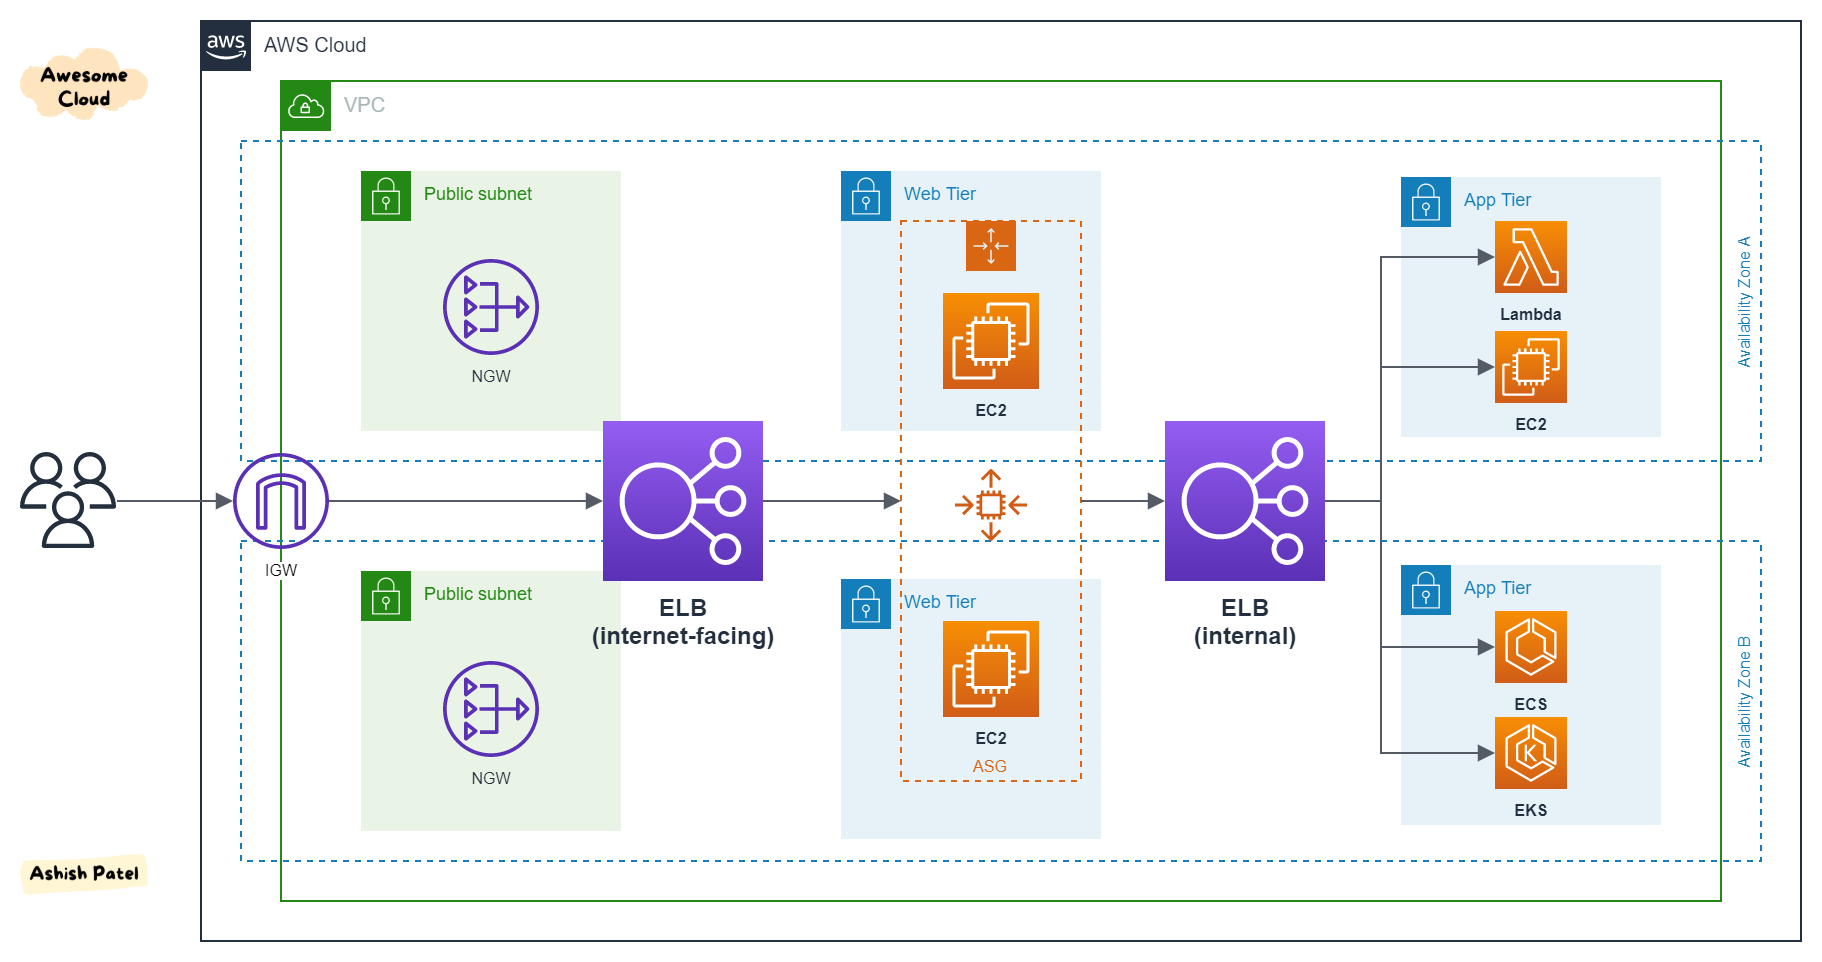 aws
AWS Cloud
Awesome
Cloud
VPC
Public subnet
Web Tier
App Tier
Availability Zone A
Lambda
NGW
EC2
EC2
IGW
Public subnet
ELB
(internet-facing)
Web Tier
ELB
(internal)
App Tier
Availability Zone B
ECS
EC2
ASG
K
NGW
EKS
Ashish Patel